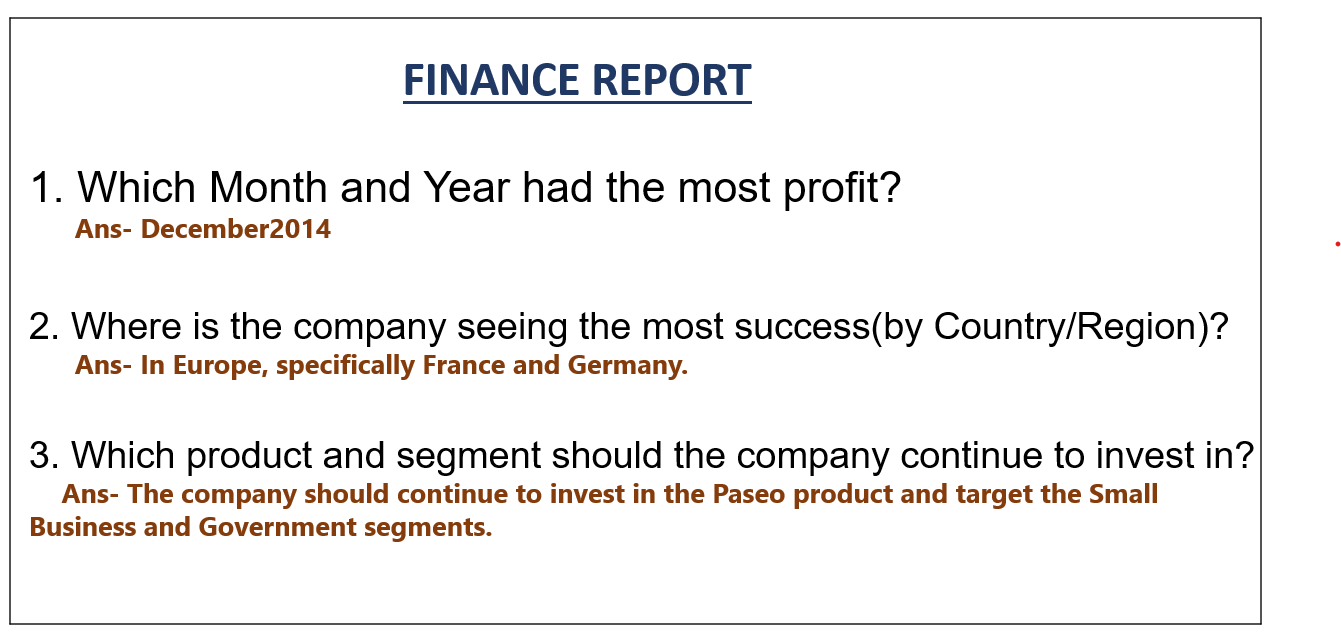 FINANCE REPORT
1. Which Month and Year had the most profit?
Ans- December2014
2. Where is the company seeing the most success(by Country/Region)?
Ans- In Europe, specifically France and Germany.
3. Which product and segment should the company continue to invest in?
Ans- The company should continue to invest in the Paseo product and target the Small
Business and Government segments.